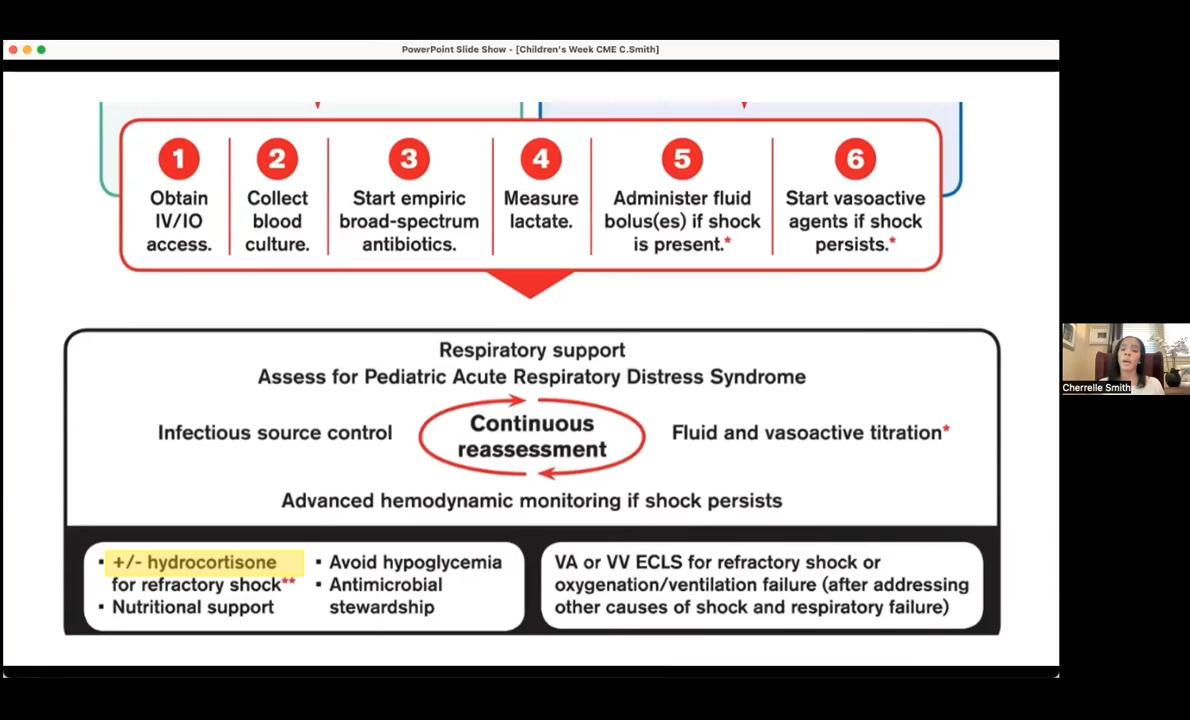 PowerPoint Slide Show - [Children's Week CME C.Smith]
1
Obtain
IV/IO
access.
2
Collect
blood
culture.
3
Start empiric
broad-spectrum
antibiotics.
4
Measure
lactate.
5
Administer fluid
bolus(es) if shock
is present.*
6
Start vasoactive
agents if shock
persists.*
Respiratory support
Assess for Pediatric Acute Respiratory Distress Syndrome
Infectious source control
Continuous
reassessment
Fluid and vasoactive titration*
Advanced hemodynamic monitoring if shock persists
▪ +/- hydrocortisone
for refractory shock**
▪ Nutritional support
▪ Avoid hypoglycemia
▪ Antimicrobial
stewardship
VA or VV ECLS for refractory shock or
oxygenation/ventilation failure (after addressing
other causes of shock and respiratory failure)
Cherrelle Smith